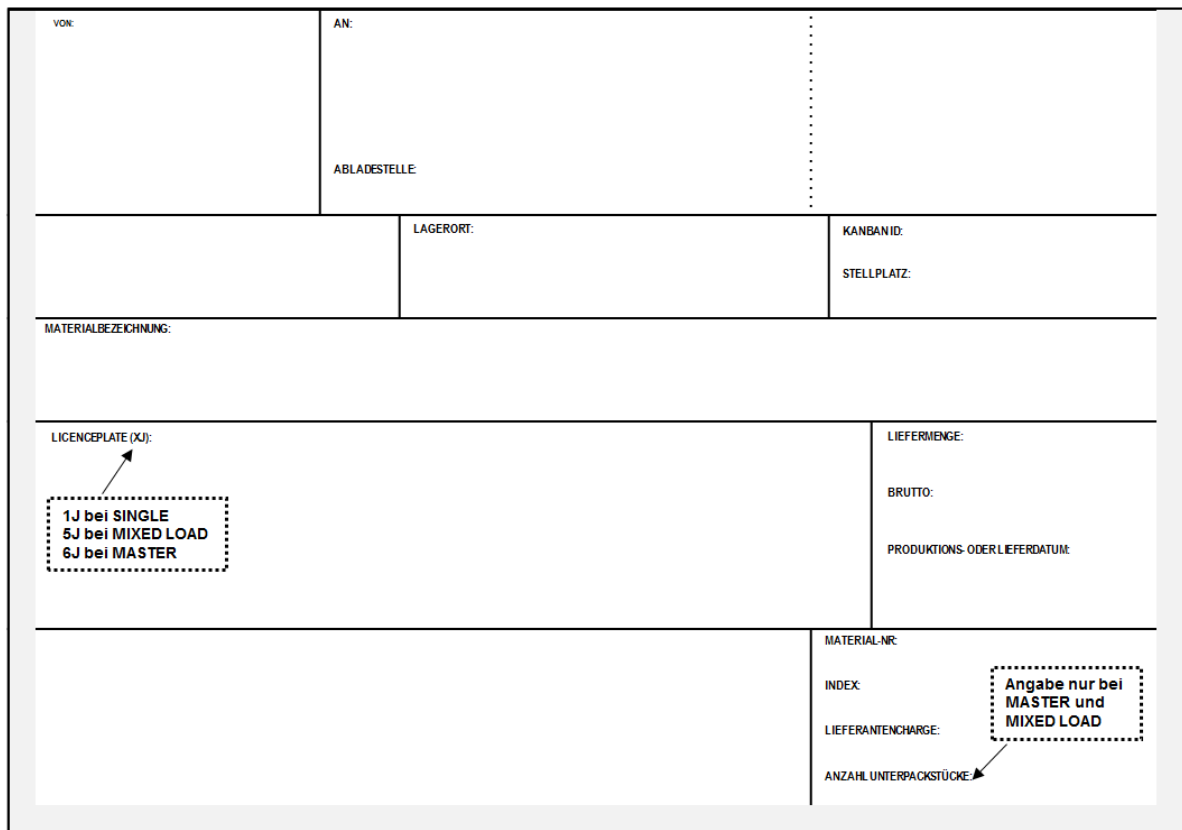 VON:
AN:
ABLADESTELLE:
LAGERORT:
KANBAN ID:
STELLPLATZ:
MATERIALBEZEICHNUNG:
LICENCEPLATE (XJ):
1J bei SINGLE
5J bei MIXED LOAD
6J bei MASTER
LIEFERMENGE:
BRUTTO:
PRODUKTIONS- ODER LIEFERDATUM:
MATERIAL-NR:
INDEX:
LIEFERANTENCHARGE:
ANZAHL UNTERPACKSTÜCKE:
Angabe nur bei
MASTER und
MIXED LOAD